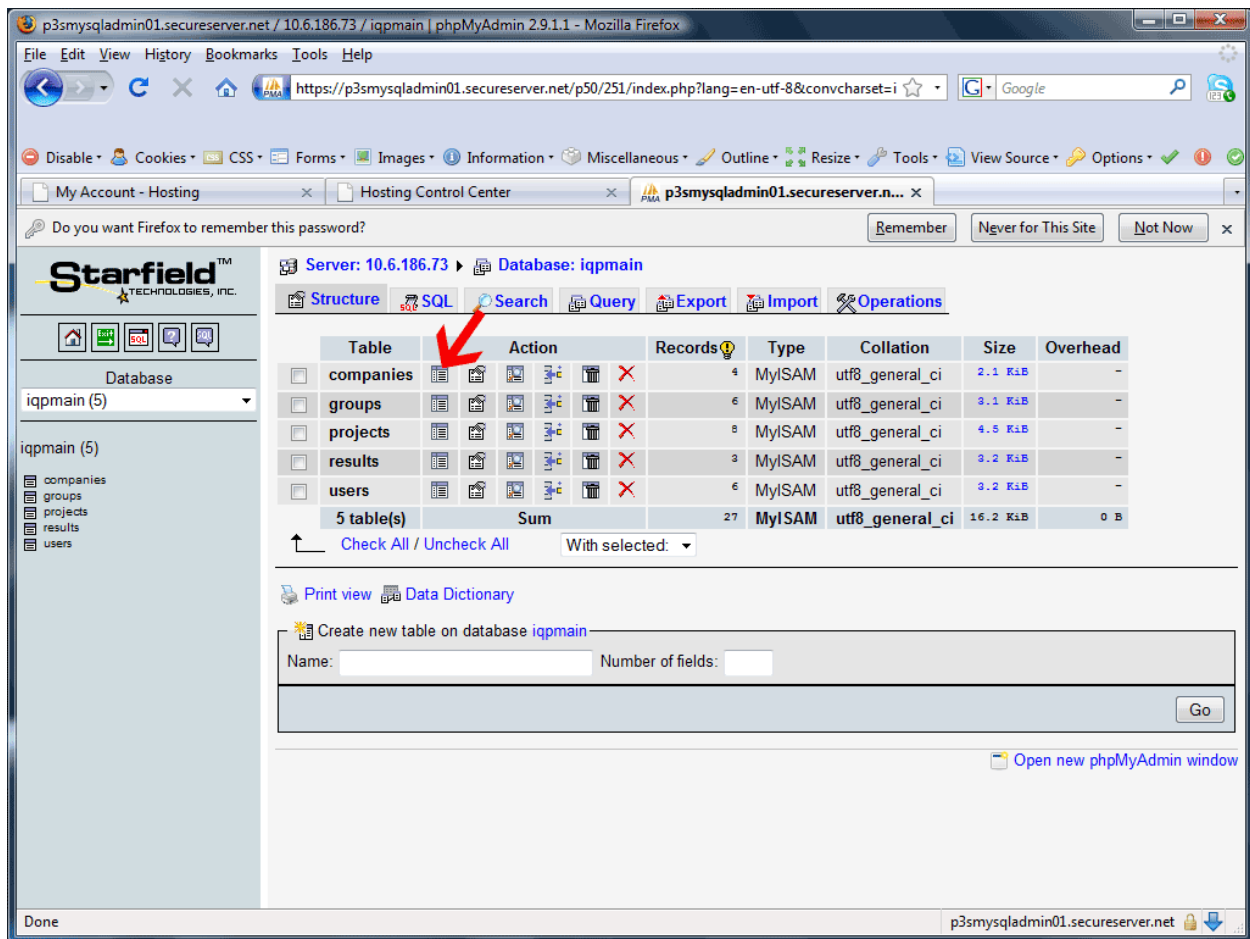 p3smysqladmin01.secureserver.net / 10.6.186.73 / iqpmain | phpMyAdmin 2.9.1.1 - Mozilla Firefox
File Edit View History Bookmarks Tools Help
https://p3smysqladmin01.secureserver.net/p50/251/index.php?lang=en-utf-8&convcharset=i Google
Disable Cookies CSS Forms Images Information Miscellaneous Outline Resize Tools View Source Options
My Account - Hosting Hosting Control Center p3smysqladmin01.secureserver.n...
Do you want Firefox to remember this password? Remember Never for This Site Not Now
Starfield™
TECHNOLOGIES, INC.
Database
iqpmain (5)
iqpmain (5)
companies
groups
projects
results
users
Server: 10.6.186.73 Database: iqpmain
Structure SQL Search Query Export Import Operations
Table Action Records Type Collation Size Overhead
companies 4 MyISAM utf8_general_ci 2.1 KiB -
groups 6 MyISAM utf8_general_ci 3.1 KiB -
projects 8 MyISAM utf8_general_ci 4.5 KiB -
results 3 MyISAM utf8_general_ci 3.2 KiB -
users 6 MyISAM utf8_general_ci 3.2 KiB -
5 table(s) Sum 27 MyISAM utf8_general_ci 16.2 KiB 0 B
Check All / Uncheck All With selected:
Print view Data Dictionary
Create new table on database iqpmain
Name: Number of fields:
Go
Open new phpMyAdmin window
Done p3smysqladmin01.secureserver.net